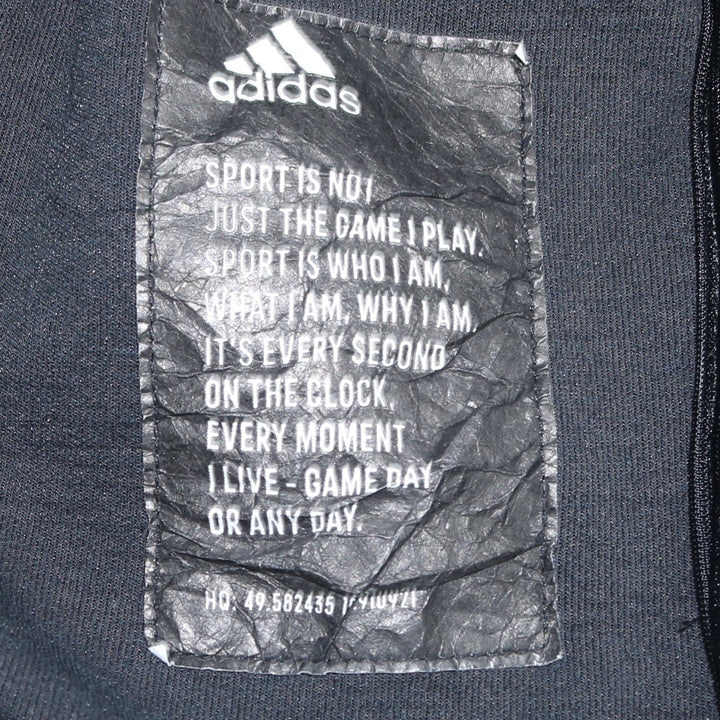 adidas
SPORT IS NOT
JUST THE GAME I PLAY.
SPORT IS WHO I AM,
WHAT I AM, WHY I AM.
IT'S EVERY SECOND
ON THE CLOCK,
EVERY MOMENT
I LIVE - GAME DAY
OR ANY DAY.
HQ: 49.582435